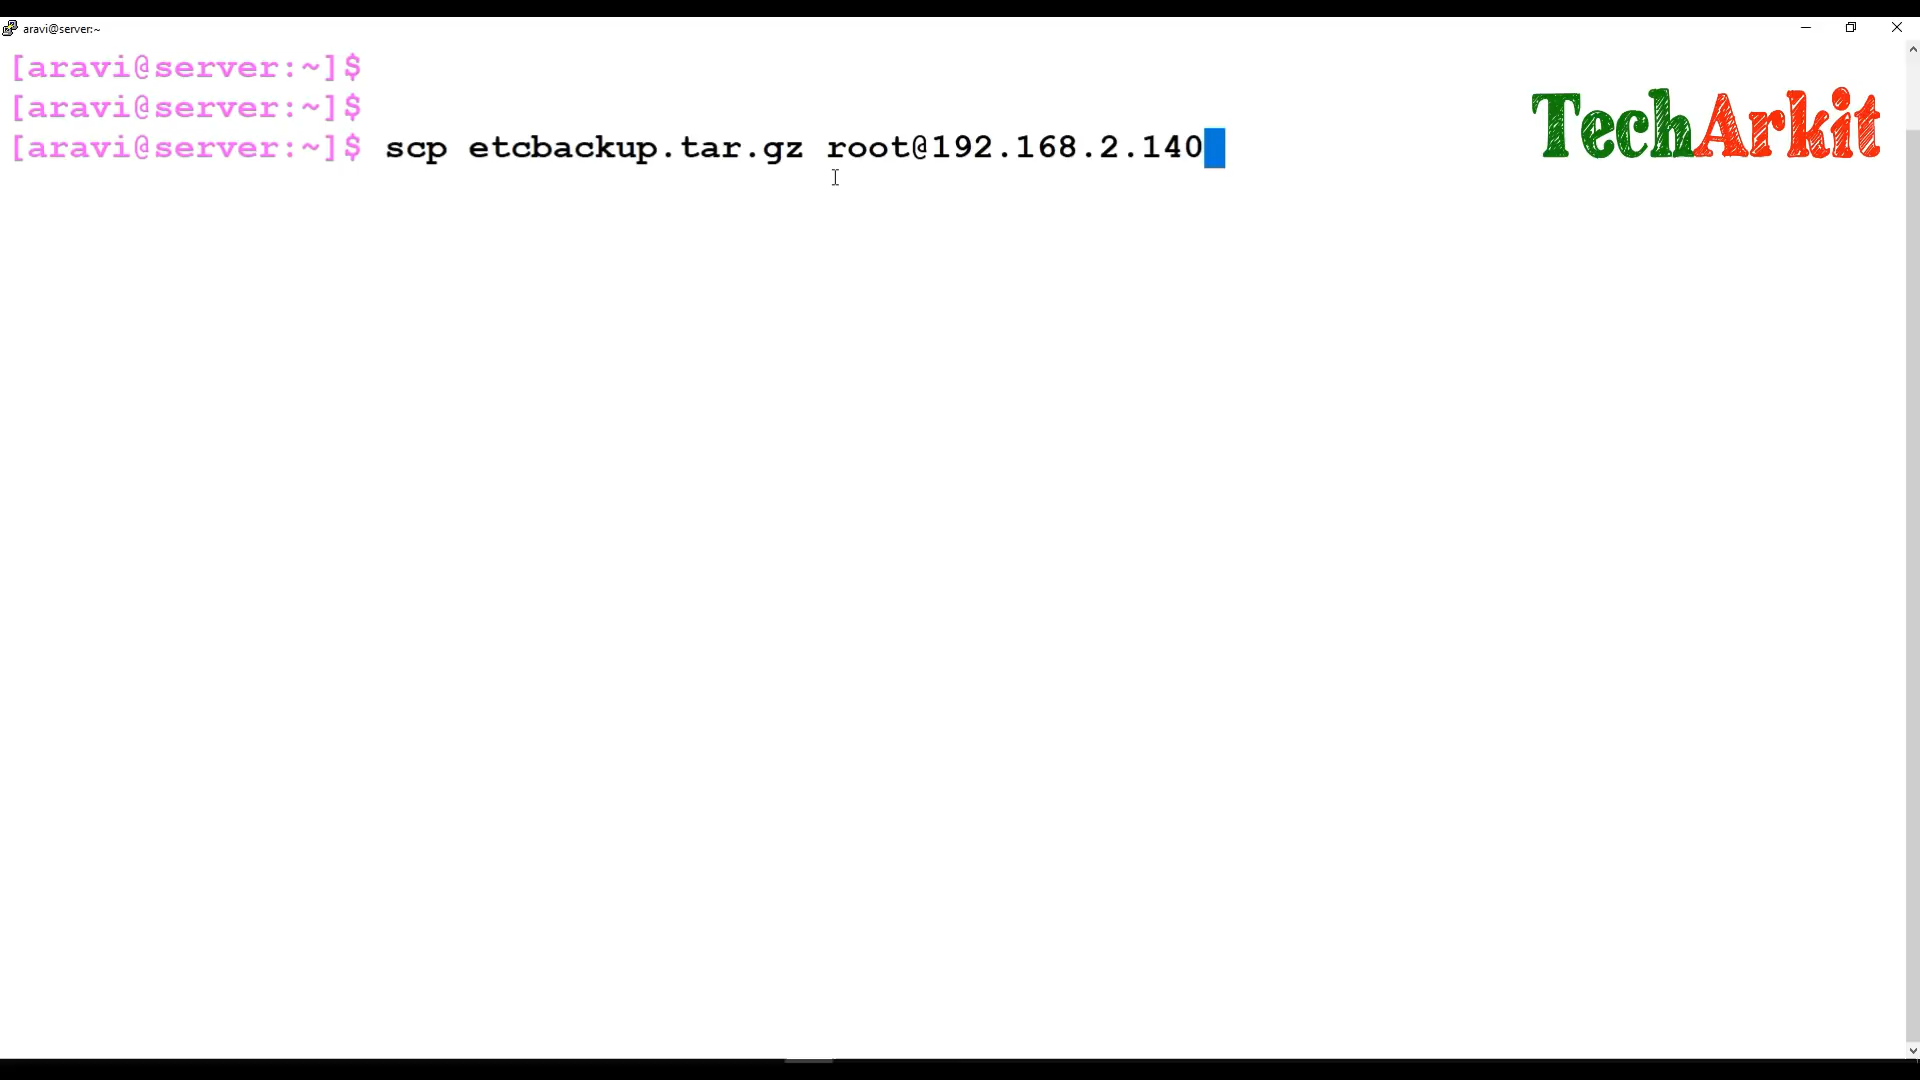 aravi@server:~
[aravi@server:~]$
[aravi@server:~]$
[aravi@server:~]$ scp etcbackup.tar.gz root@192.168.2.140
TechArkit